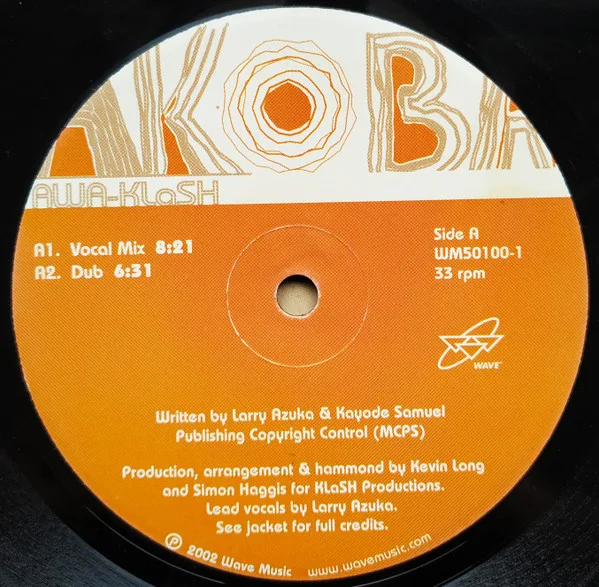 AKOBA
AWA-KLaSH
A1. Vocal Mix 8:21
A2. Dub 6:31
Side A
WM50100-1
33 rpm
WAVE™
Written by Larry Azuka & Kayode Samuel
Publishing Copyright Control (MCPS)
Production, arrangement & hammond by Kevin Long
and Simon Haggis for KLaSH Productions.
Lead vocals by Larry Azuka.
See jacket for full credits.
℗ 2002 Wave Music www.wavemusic.com